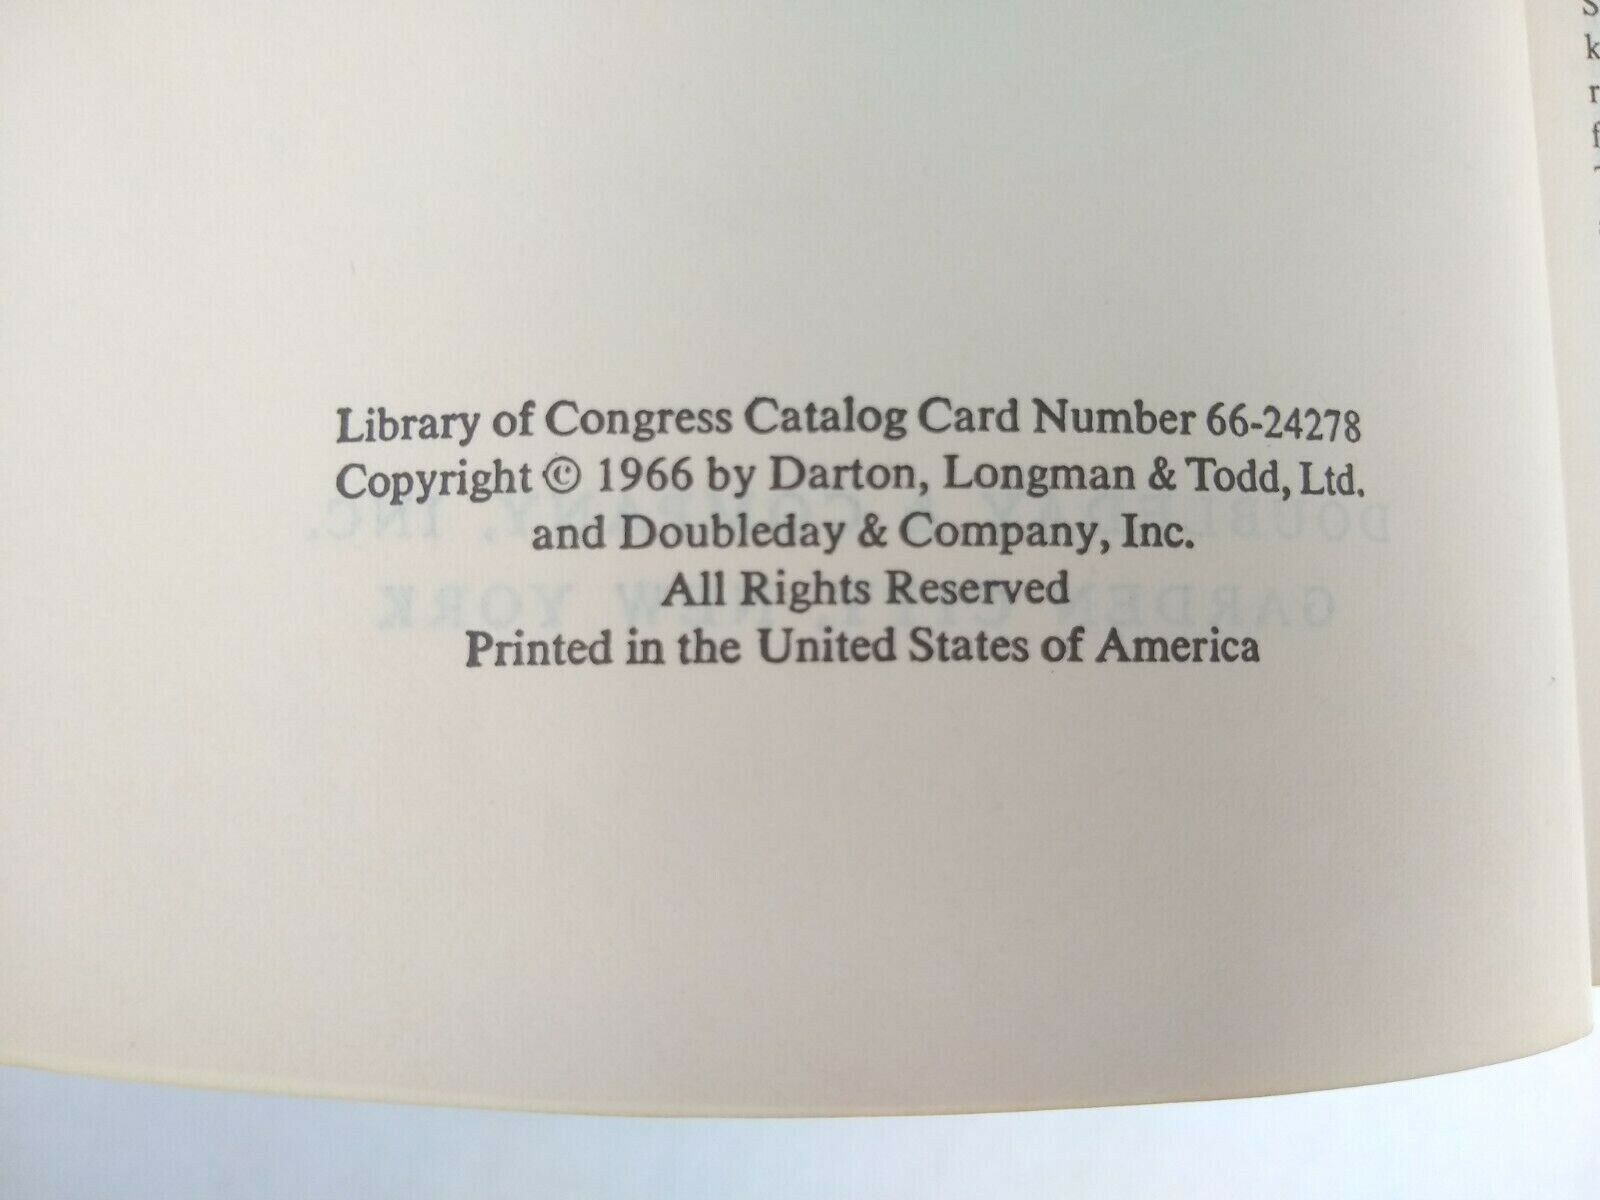 Library of Congress Catalog Card Number 66-24278
Copyright © 1966 by Darton, Longman & Todd, Ltd.
and Doubleday & Company, Inc.
All Rights Reserved
Printed in the United States of America